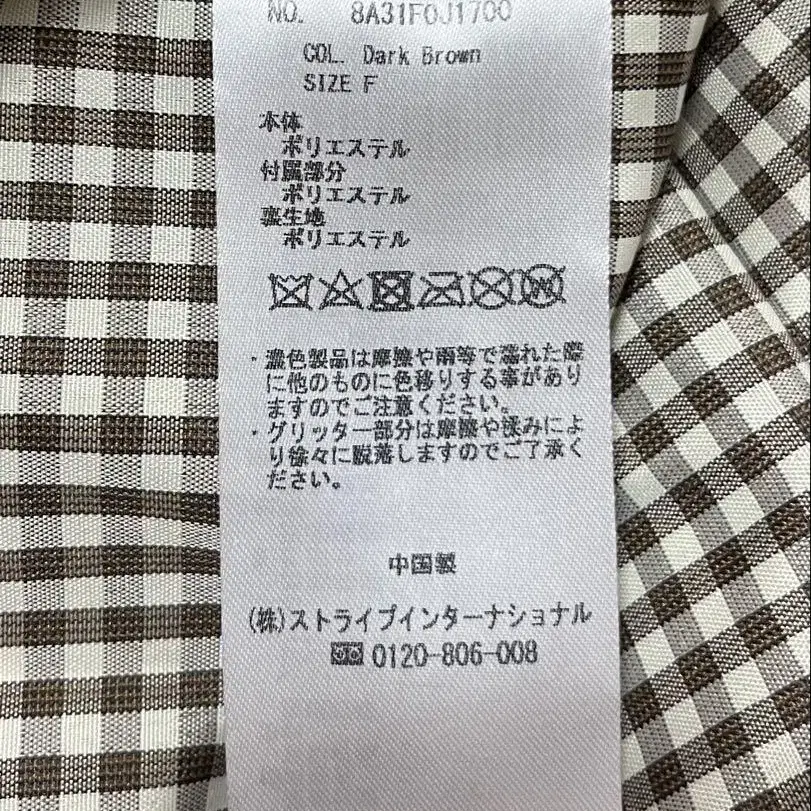 NO. 8A31F0J1700
COL. Dark Brown
SIZE F
本体
ポリエステル
付属部分
ポリエステル
裏生地
ポリエステル
・濃色製品は摩擦や雨等で濡れた際
に他のものに色移りする事があり
ますのでご注意ください。
・グリッター部分は摩擦や揉みによ
り徐々に脱落しますのでご了承く
ださい。
中国製
(株)ストライプインターナショナル
0120-806-008